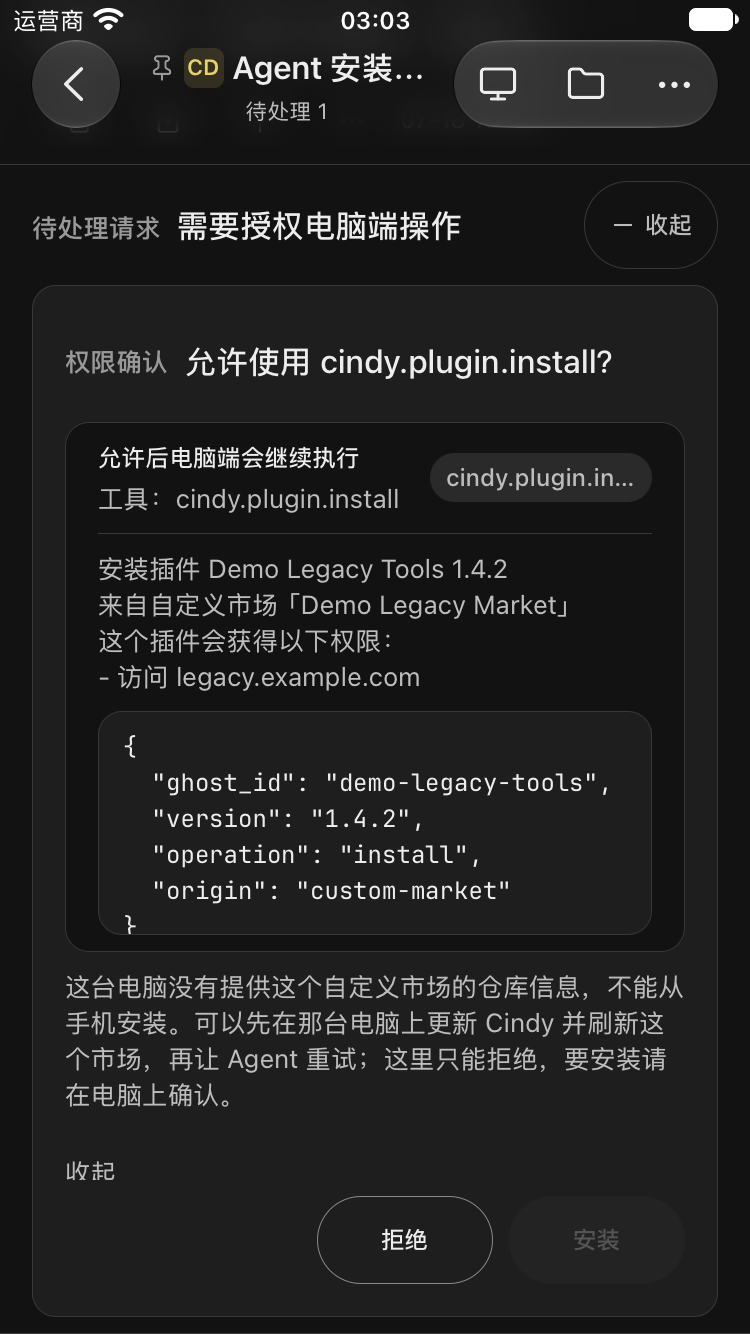 运营商
03:03
CD Agent 安装...
待处理 1
待处理请求 需要授权电脑端操作
收起
权限确认 允许使用 cindy.plugin.install?
允许后电脑端会继续执行
工具：cindy.plugin.install
cindy.plugin.in...
安装插件 Demo Legacy Tools 1.4.2
来自自定义市场「Demo Legacy Market」
这个插件会获得以下权限：
- 访问 legacy.example.com
{
"ghost_id": "demo-legacy-tools",
"version": "1.4.2",
"operation": "install",
"origin": "custom-market"
}
这台电脑没有提供这个自定义市场的仓库信息，不能从
手机安装。可以先在那台电脑上更新 Cindy 并刷新这
个市场，再让 Agent 重试；这里只能拒绝，要安装请
在电脑上确认。
收起
拒绝
安装